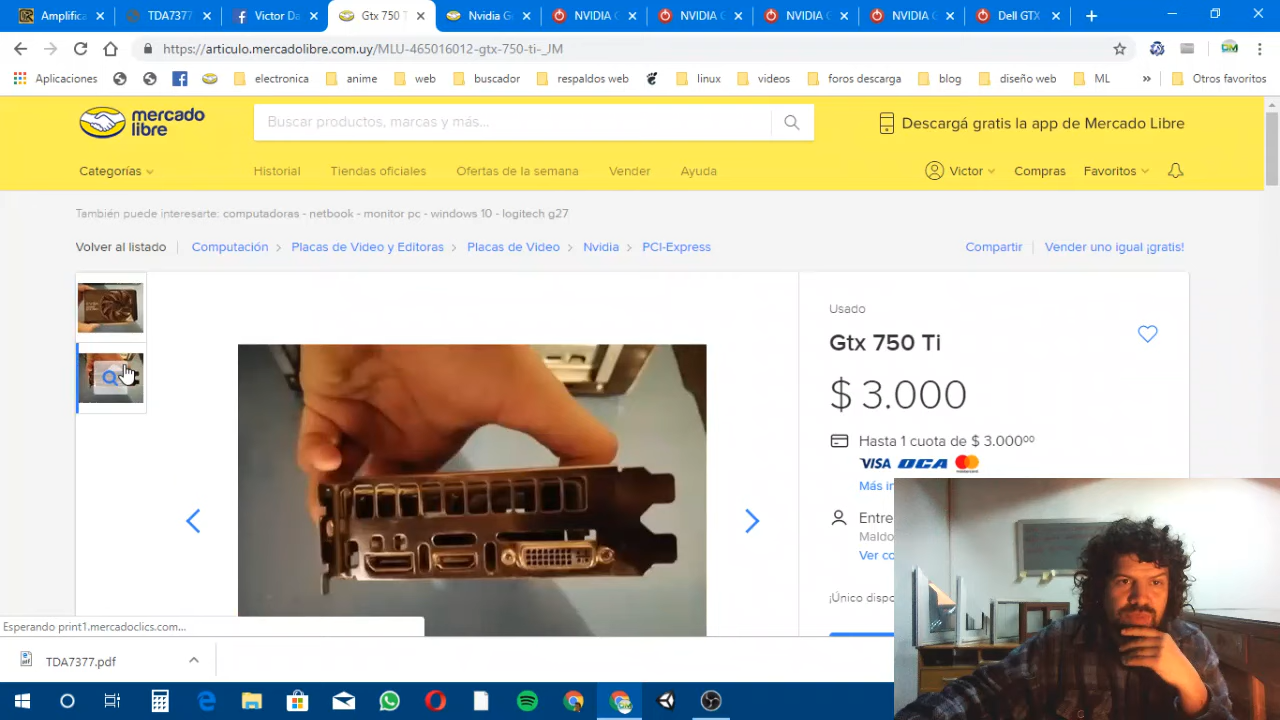 Amplifica
TDA7377
Victor Da
Gtx 750 T
Nvidia G
NVIDIA
NVIDIA
NVIDIA
NVIDIA G
Dell GTX
https://articulo.mercadolibre.com.uy/MLU-465016012-gtx-750-ti-_JM
Aplicaciones
electronica
anime
web
buscador
respaldos web
linux
videos
foros descarga
blog
diseño web
ML
Otros favoritos
mercado
libre
Buscar productos, marcas y más...
Descargá gratis la app de Mercado Libre
Categorías
Historial
Tiendas oficiales
Ofertas de la semana
Vender
Ayuda
Victor
Compras
Favoritos
También puede interesarte: computadoras - netbook - monitor pc - windows 10 - logitech g27
Volver al listado
Computación
Placas de Video y Editoras
Placas de Video
Nvidia
PCI-Express
Compartir
Vender uno igual ¡gratis!
Usado
Gtx 750 Ti
$ 3.000
Hasta 1 cuota de $ 3.000⁰⁰
VISA OCA
Más in
Entre
Maldo
Ver co
¡Único dispo
Esperando print1.mercadoclics.com...
TDA7377.pdf